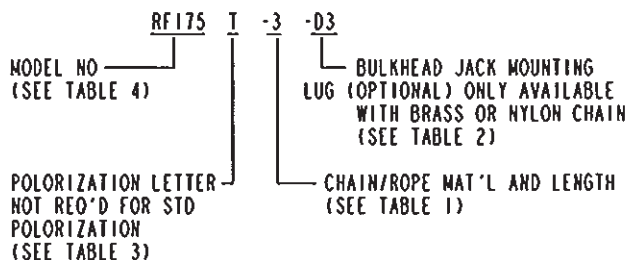 RF175 T -3 -D3
MODEL NO
(SEE TABLE 4)
BULKHEAD JACK MOUNTING
LUG (OPTIONAL) ONLY AVAILABLE
WITH BRASS OR NYLON CHAIN
(SEE TABLE 2)
POLORIZATION LETTER
NOT REQ'D FOR STD
POLORIZATION
(SEE TABLE 3)
CHAIN/ROPE MAT'L AND LENGTH
(SEE TABLE 1)